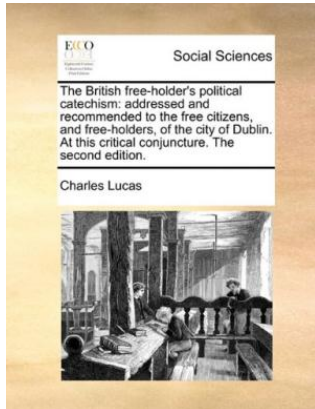 ECCO
Social Sciences
The British free-holder's political
catechism: addressed and
recommended to the free citizens,
and free-holders, of the city of Dublin.
At this critical conjuncture. The
second edition.
Charles Lucas